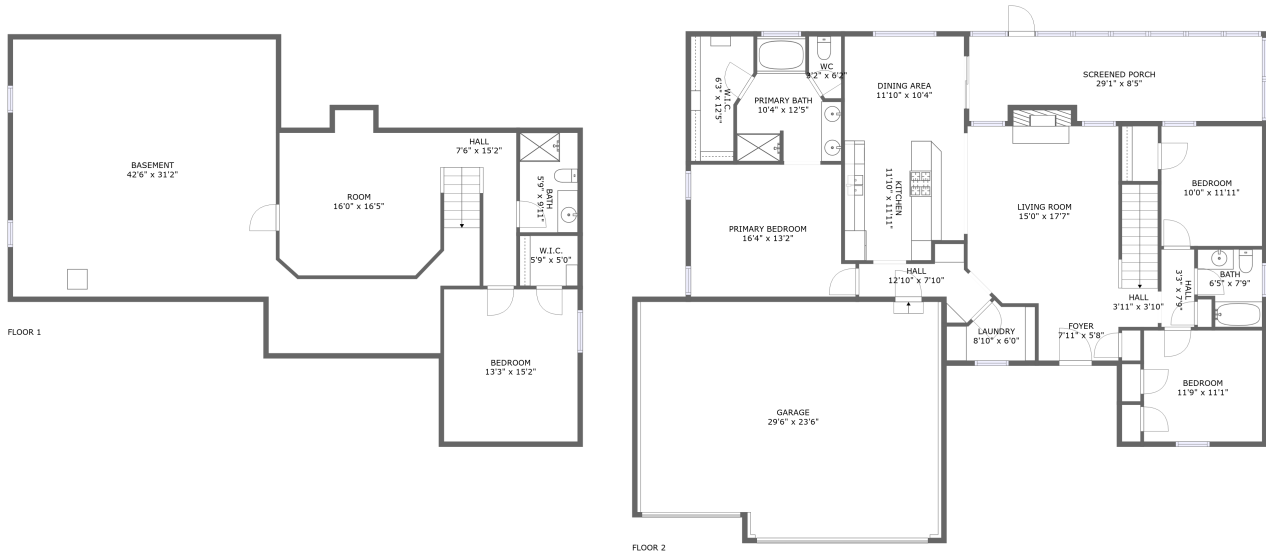 BASEMENT
42'6" x 31'2"
ROOM
16'0" x 16'5"
HALL
7'6" x 15'2"
BATH
5'9" x 9'11"
W.I.C.
5'9" x 5'0"
BEDROOM
13'3" x 15'2"
FLOOR 1
W.I.C.
6'3" x 12'5"
PRIMARY BATH
10'4" x 12'5"
WC
3'2" x 6'2"
DINING AREA
11'10" x 10'4"
SCREENED PORCH
29'1" x 8'5"
KITCHEN
11'10" x 11'11"
PRIMARY BEDROOM
16'4" x 13'2"
LIVING ROOM
15'0" x 17'7"
BEDROOM
10'0" x 11'11"
HALL
12'10" x 7'10"
HALL
3'11" x 3'10"
HALL
3'3" x 7'9"
BATH
6'5" x 7'9"
LAUNDRY
8'10" x 6'0"
FOYER
7'11" x 5'8"
BEDROOM
11'9" x 11'1"
GARAGE
29'6" x 23'6"
FLOOR 2